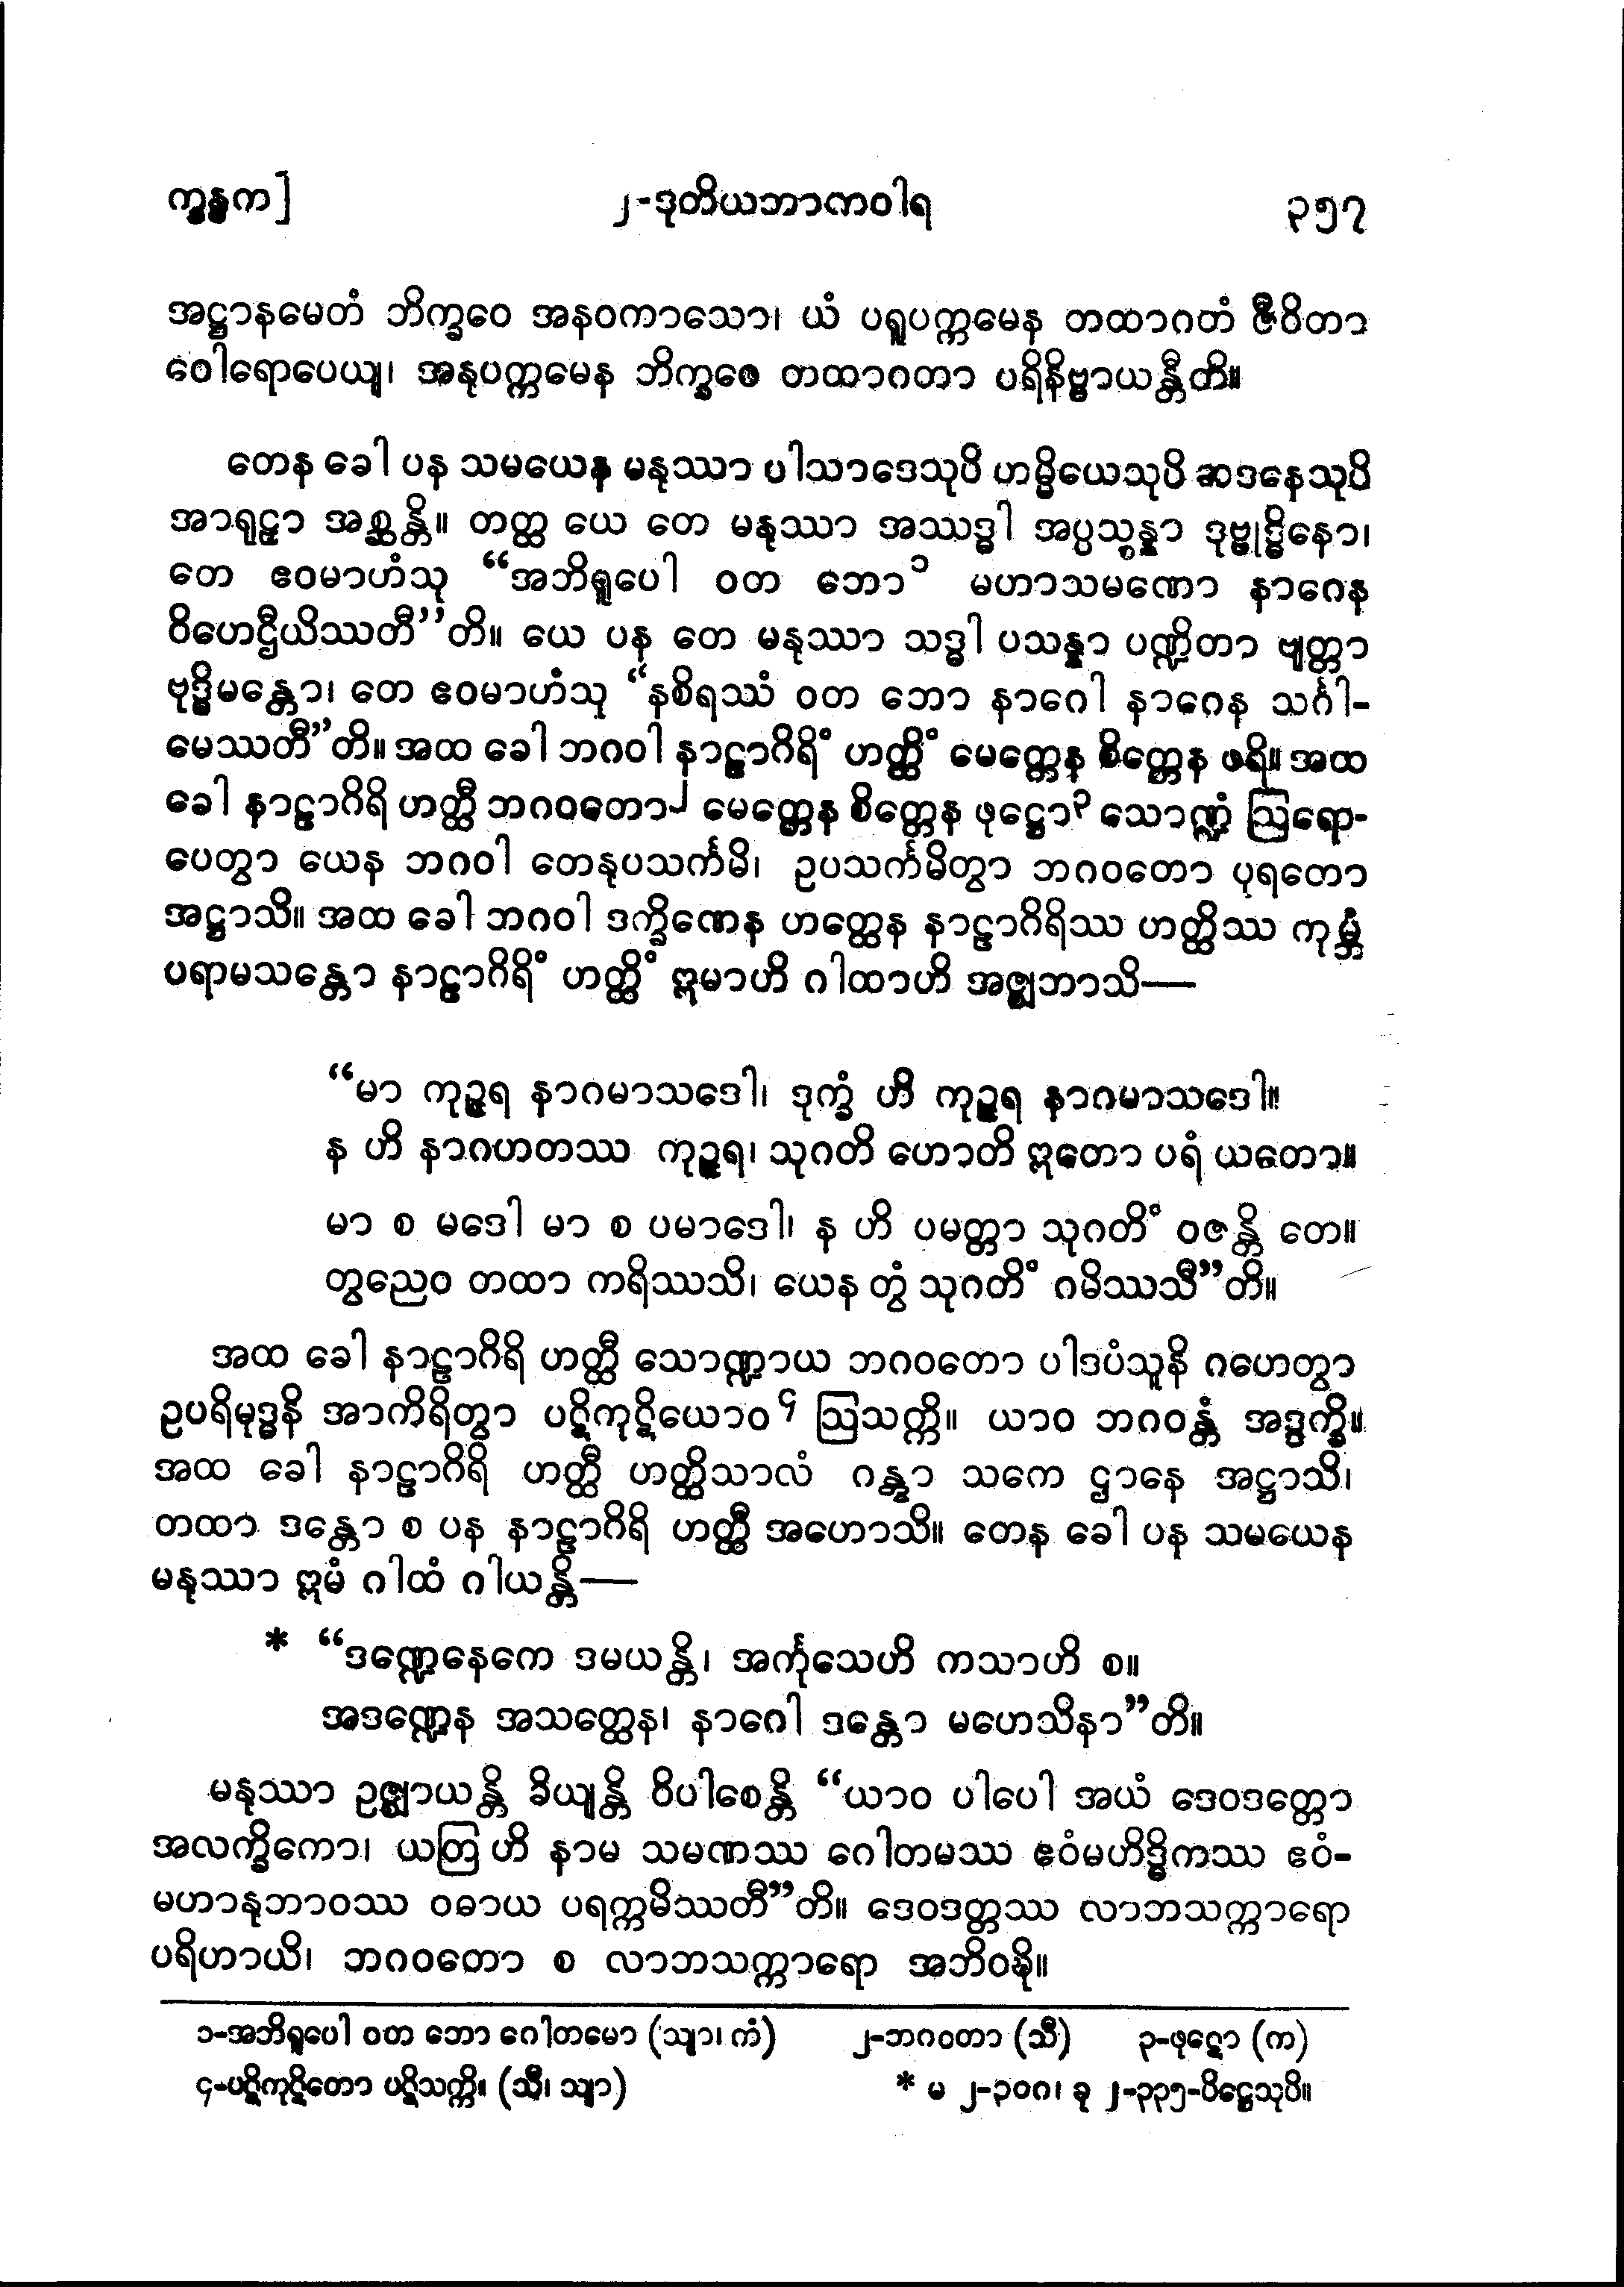 က္ခန္ဓက]
၂-ဒုတိယဘာဏဝါရ
၃၅၇
အဋ္ဌာနမေတံ ဘိက္ခဝေ အနဝကာသော၊ ယံ ပရူပက္ကမေန တထာဂတံ ဇီဝိတာ
ဝေါရောပေယျ၊ အနုပက္ကမေန ဘိက္ခဝေ တထာဂတာ ပရိနိဗ္ဗာယန္တီတိ။
တေန ခေါ ပန သမယေန မနုဿာ ပါသာဒေသုပိ ဟမ္မိယေသုပိ ဆဒနေသုပိ
အာရုဠှာ အစ္ဆန္တိ။ တတ္ထ ယေ တေ မနုဿာ အဿဒ္ဓါ အပ္ပသန္နာ ဒုဗ္ဗုဒ္ဓိနော၊
တေ ဧဝမာဟံသု “အဘိရူပေါ ဝတ ဘော၁ မဟာသမဏော နာဂေန
ဝိဟေဌီယိဿတီ”တိ။ ယေ ပန တေ မနုဿာ သဒ္ဓါ ပသန္နာ ပဏ္ဍိတာ ဗျတ္တာ
ဗုဒ္ဓိမန္တော၊ တေ ဧဝမာဟံသု “နစိရဿံ ဝတ ဘော နာဂေါ နာဂေန သင်္ဂါ-
မေဿတီ”တိ။ အထ ခေါ ဘဂဝါ နာဠာဂိရိံ ဟတ္ထိံ မေတ္တေန စိတ္တေန ဖရိ။ အထ
ခေါ နာဠာဂိရိ ဟတ္ထီ ဘဂဝတော၂ မေတ္တေန စိတ္တေန ဖုဋ္ဌော၃ သောဏ္ဍံ ဩရော-
ပေတွာ ယေန ဘဂဝါ တေနုပသင်္ကမိ၊ ဥပသင်္ကမိတွာ ဘဂဝတော ပုရတော
အဋ္ဌာသိ။ အထ ခေါ ဘဂဝါ ဒက္ခိဏေန ဟတ္ထေန နာဠာဂိရိဿ ဟတ္ထိဿ ကုမ္ဘံ
ပရာမသန္တော နာဠာဂိရိံ ဟတ္ထိံ ဣမာဟိ ဂါထာဟိ အဇ္ဈဘာသိ—
“မာ ကုဉ္ဇရ နာဂမာသဒေါ၊ ဒုက္ခံ ဟိ ကုဉ္ဇရ နာဂမာသဒေါ။
န ဟိ နာဂဟတဿ ကုဉ္ဇရ၊ သုဂတိ ဟောတိ ဣတော ပရံ ယတော။
မာ စ မဒေါ မာ စ ပမာဒေါ၊ န ဟိ ပမတ္တာ သုဂတိံ ဝဇန္တိ တေ။
တွညေဝ တထာ ကရိဿသိ၊ ယေန တွံ သုဂတိံ ဂမိဿသီ”တိ။
အထ ခေါ နာဠာဂိရိ ဟတ္ထီ သောဏ္ဍာယ ဘဂဝတော ပါဒပံသူနိ ဂဟေတွာ
ဥပရိမုဒ္ဓနိ အာကိရိတွာ ပဋိကုဋိယောဝ၄ ဩသက္ကိ။ ယာဝ ဘဂဝန္တံ အဒ္ဒက္ခိ။
အထ ခေါ နာဠာဂိရိ ဟတ္ထီ ဟတ္ထိသာလံ ဂန္တွာ သကေ ဌာနေ အဋ္ဌာသိ၊
တထာ ဒန္တော စ ပန နာဠာဂိရိ ဟတ္ထီ အဟောသိ။ တေန ခေါ ပန သမယေန
မနုဿာ ဣမံ ဂါထံ ဂါယန္တိ—
* “ဒဏ္ဍေနေကေ ဒမယန္တိ၊ အင်္ကုသေဟိ ကသာဟိ စ။
အဒဏ္ဍေန အသတ္ထေန၊ နာဂေါ ဒန္တော မဟေသိနာ”တိ။
မနုဿာ ဥဇ္ဈာယန္တိ ခိယျန္တိ ဝိပါစေန္တိ “ယာဝ ပါပေါ အယံ ဒေဝဒတ္တော
အလက္ခိကော၊ ယတြ ဟိ နာမ သမဏဿ ဂေါတမဿ ဧဝံမဟိဒ္ဓိကဿ ဧဝံ-
မဟာနုဘာဝဿ ဝဓာယ ပရက္ကမိဿတီ”တိ။ ဒေဝဒတ္တဿ လာဘသက္ကာရော
ပရိဟာယိ၊ ဘဂဝတော စ လာဘသက္ကာရော အဘိဝဍ္ဎိ။
၁-အဘိရူပေါ ဝတ ဘော ဂေါတမော (သျာ၊ ကံ) ၂-ဘဂဝတာ (သီ) ၃-ဖုဋော (က)
၄-ပဋိကုဋိတော ပဋိသက္ကိ။ (သီ၊ သျာ) * မ ၂-၃၀၈၊ ခု ၂-၃၃၅-ပိဋ္ဌေသုပိ။